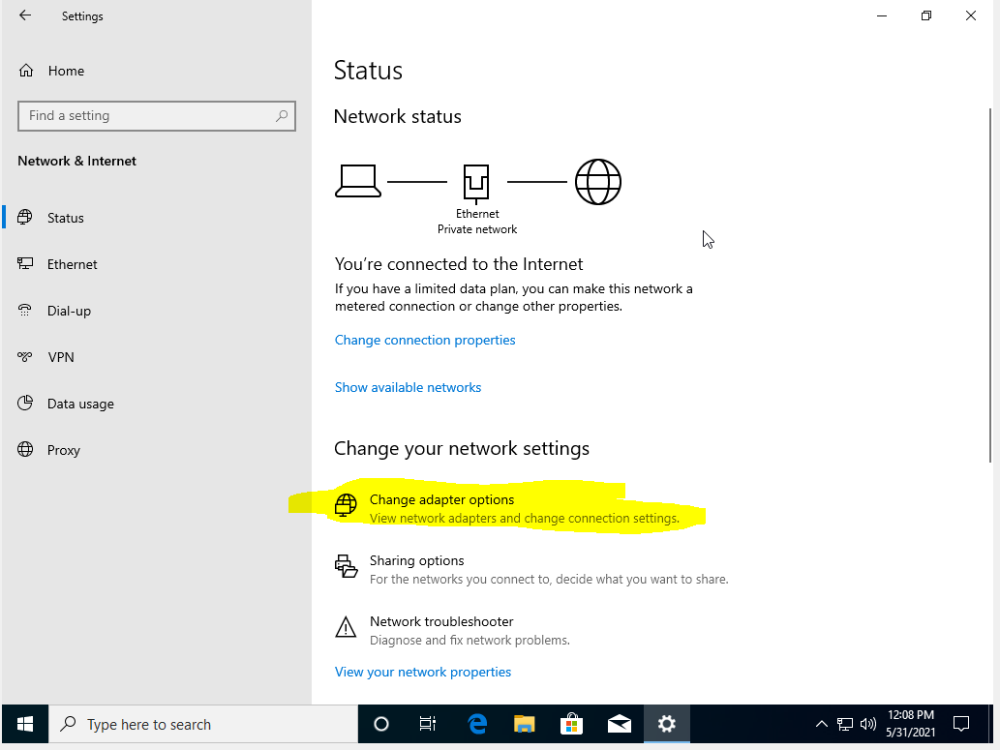 Settings
Home
Find a setting
Network & Internet
Status
Ethernet
Dial-up
VPN
Data usage
Proxy
Status
Network status
Ethernet
Private network
You're connected to the Internet
If you have a limited data plan, you can make this network a
metered connection or change other properties.
Change connection properties
Show available networks
Change your network settings
Change adapter options
View network adapters and change connection settings.
Sharing options
For the networks you connect to, decide what you want to share.
Network troubleshooter
Diagnose and fix network problems.
View your network properties
Type here to search
12:08 PM
5/31/2021